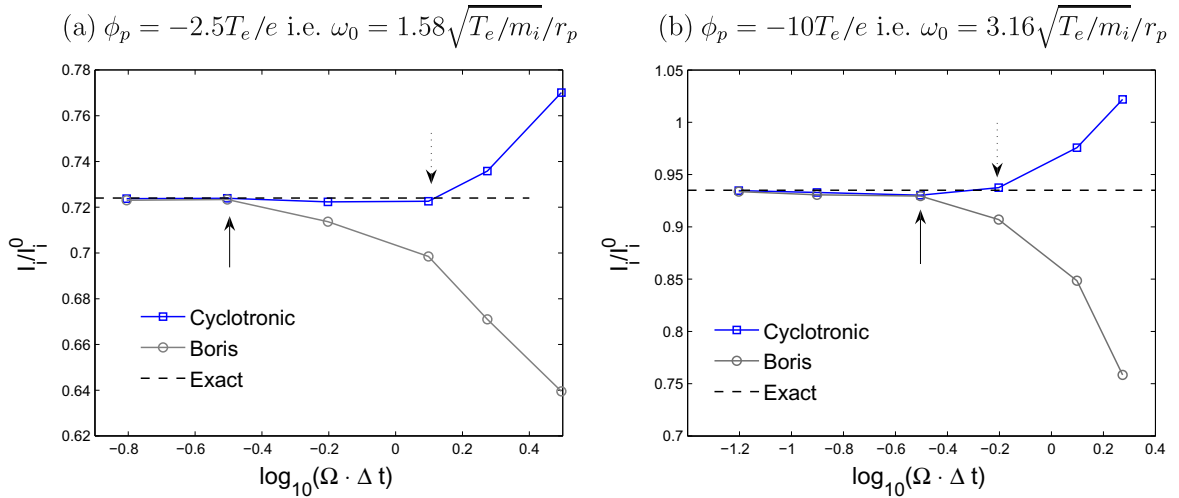 (a) ϕ_p = −2.5T_e/e i.e. ω_0 = 1.58√(T_e/m_i)/r_p
0.78
0.76
0.74
0.72
0.7
0.68
0.66
0.64
0.62
I_i/I_i^0
Cyclotronic
Boris
Exact
−0.8 −0.6 −0.4 −0.2 0 0.2 0.4
log_10(Ω · Δ t)
(b) ϕ_p = −10T_e/e i.e. ω_0 = 3.16√(T_e/m_i)/r_p
1.05
1
0.95
0.9
0.85
0.8
0.75
0.7
I_i/I_i^0
Cyclotronic
Boris
Exact
−1.2 −1 −0.8 −0.6 −0.4 −0.2 0 0.2 0.4
log_10(Ω · Δ t)